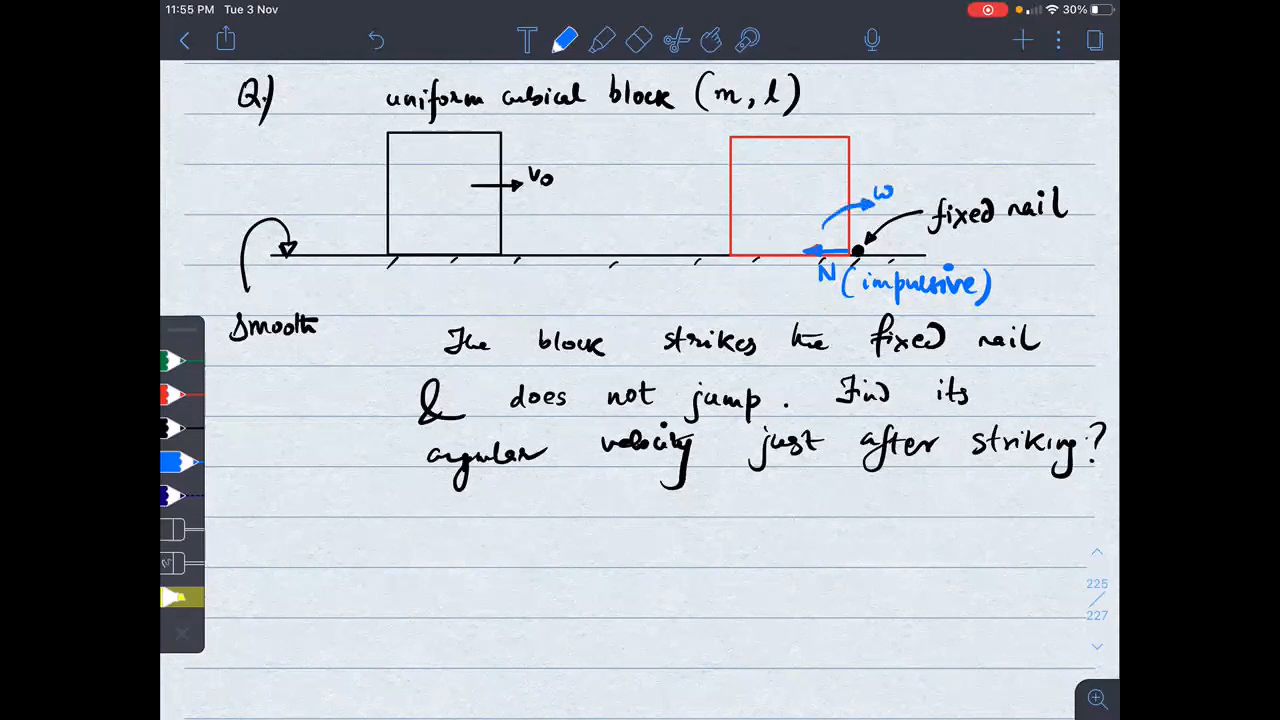 11:55 PM Tue 3 Nov
30%
T
Q.) uniform cubical block (m, l)
v₀
ω
fixed nail
N (impulsive)
smooth
The block strikes the fixed nail
& does not jump. Find its
angular velocity just after striking?
225
227